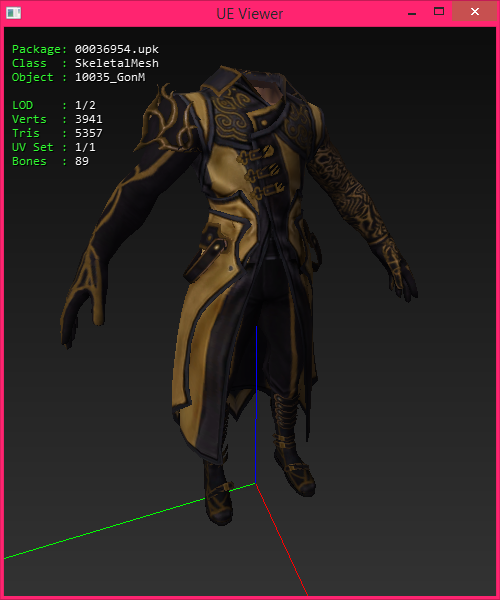 UE Viewer
Package: 00036954.upk
Class : SkeletalMesh
Object : 10035_GonM
LOD : 1/2
Verts : 3941
Tris : 5357
UV Set : 1/1
Bones : 89